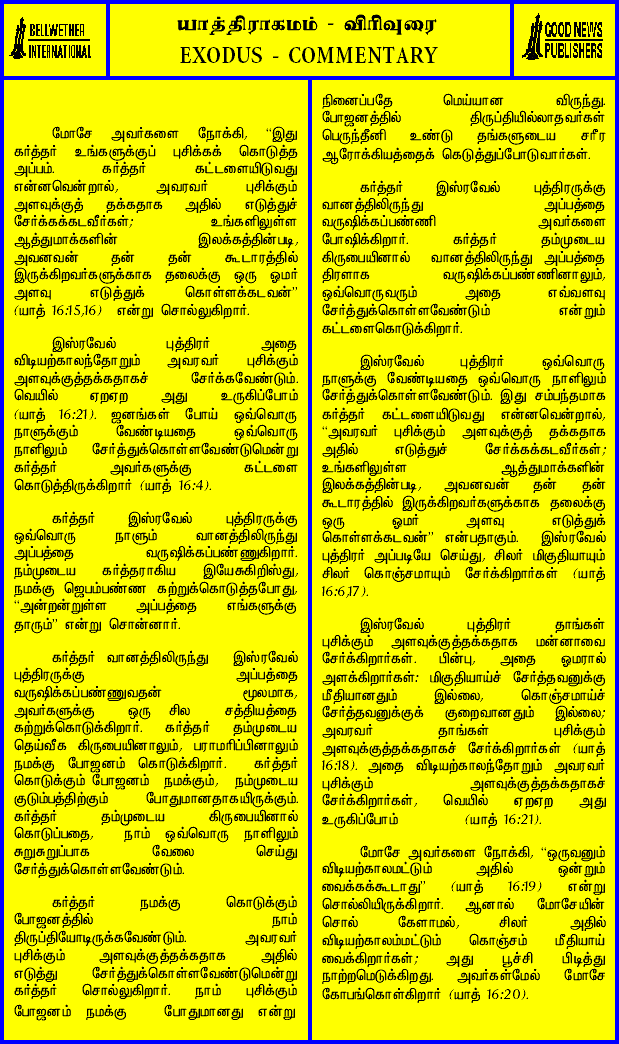 BELLWETHER
INTERNATIONAL
யாத்திராகமம் - விரிவுரை
EXODUS - COMMENTARY
GOOD NEWS
PUBLISHERS
மோசே அவர்களை நோக்கி, “இது
கர்த்தர் உங்களுக்குப் புசிக்கக் கொடுத்த
அப்பம். கர்த்தர் கட்டளையிடுவது
என்னவென்றால், அவரவர் புசிக்கும்
அளவுக்குத் தக்கதாக அதில் எடுத்துச்
சேர்க்கக்கடவீர்கள்; உங்களிலுள்ள
ஆத்துமாக்களின் இலக்கத்தின்படி,
அவனவன் தன் தன் கூடாரத்தில்
இருக்கிறவர்களுக்காக தலைக்கு ஒரு ஓமர்
அளவு எடுத்துக் கொள்ளக்கடவன்”
(யாத் 16:15,16) என்று சொல்லுகிறார்.
இஸ்ரவேல் புத்திரர் அதை
விடியற்காலந்தோறும் அவரவர் புசிக்கும்
அளவுக்குத்தக்கதாகச் சேர்க்கவேண்டும்.
வெயில் ஏறஏற அது உருகிப்போம்
(யாத் 16:21). ஜனங்கள் போய் ஒவ்வொரு
நாளுக்கும் வேண்டியதை ஒவ்வொரு
நாளிலும் சேர்த்துக்கொள்ளவேண்டுமென்று
கர்த்தர் அவர்களுக்கு கட்டளை
கொடுத்திருக்கிறார் (யாத் 16:4).
கர்த்தர் இஸ்ரவேல் புத்திரருக்கு
ஒவ்வொரு நாளும் வானத்திலிருந்து
அப்பத்தை வருஷிக்கப்பண்ணுகிறார்.
நம்முடைய கர்த்தராகிய இயேசுகிறிஸ்து,
நமக்கு ஜெபம்பண்ண கற்றுக்கொடுத்தபோது,
“அன்றன்றுள்ள அப்பத்தை எங்களுக்கு
தாரும்” என்று சொன்னார்.
கர்த்தர் வானத்திலிருந்து இஸ்ரவேல்
புத்திரருக்கு அப்பத்தை
வருஷிக்கப்பண்ணுவதன் மூலமாக,
அவர்களுக்கு ஒரு சில சத்தியத்தை
கற்றுக்கொடுக்கிறார். கர்த்தர் தம்முடைய
தெய்வீக கிருபையினாலும், பராமரிப்பினாலும்
நமக்கு போஜனம் கொடுக்கிறார். கர்த்தர்
கொடுக்கும் போஜனம் நமக்கும், நம்முடைய
குடும்பத்திற்கும் போதுமானதாகயிருக்கும்.
கர்த்தர் தம்முடைய கிருபையினால்
கொடுப்பதை, நாம் ஒவ்வொரு நாளிலும்
சுறுசுறுப்பாக வேலை செய்து
சேர்த்துக்கொள்ளவேண்டும்.
கர்த்தர் நமக்கு கொடுக்கும்
போஜனத்தில் நாம்
திருப்தியோடிருக்கவேண்டும். அவரவர்
புசிக்கும் அளவுக்குத்தக்கதாக அதில்
எடுத்து சேர்த்துக்கொள்ளவேண்டுமென்று
கர்த்தர் சொல்லுகிறார். நாம் புசிக்கும்
போஜனம் நமக்கு போதுமானது என்று
நினைப்பதே மெய்யான விருந்து.
போஜனத்தில் திருப்தியில்லாதவர்கள்
பெருந்தீனி உண்டு தங்களுடைய சரீர
ஆரோக்கியத்தைக் கெடுத்துப்போடுவார்கள்.
கர்த்தர் இஸ்ரவேல் புத்திரருக்கு
வானத்திலிருந்து அப்பத்தை
வருஷிக்கப்பண்ணி அவர்களை
போஷிக்கிறார். கர்த்தர் தம்முடைய
கிருபையினால் வானத்திலிருந்து அப்பத்தை
திரளாக வருஷிக்கப்பண்ணினாலும்,
ஒவ்வொருவரும் அதை எவ்வளவு
சேர்த்துக்கொள்ளவேண்டும் என்றும்
கட்டளைகொடுக்கிறார்.
இஸ்ரவேல் புத்திரர் ஒவ்வொரு
நாளுக்கு வேண்டியதை ஒவ்வொரு நாளிலும்
சேர்த்துக்கொள்ளவேண்டும். இது சம்பந்தமாக
கர்த்தர் கட்டளையிடுவது என்னவென்றால்,
“அவரவர் புசிக்கும் அளவுக்குத் தக்கதாக
அதில் எடுத்துச் சேர்க்கக்கடவீர்கள்;
உங்களிலுள்ள ஆத்துமாக்களின்
இலக்கத்தின்படி, அவனவன் தன் தன்
கூடாரத்தில் இருக்கிறவர்களுக்காக தலைக்கு
ஒரு ஓமர் அளவு எடுத்துக்
கொள்ளக்கடவன்” என்பதாகும். இஸ்ரவேல்
புத்திரர் அப்படியே செய்து, சிலர் மிகுதியாயும்
சிலர் கொஞ்சமாயும் சேர்க்கிறார்கள் (யாத்
16:6,17).
இஸ்ரவேல் புத்திரர் தாங்கள்
புசிக்கும் அளவுக்குத்தக்கதாக மன்னாவை
சேர்க்கிறார்கள். பின்பு, அதை ஓமரால்
அளக்கிறார்கள்: மிகுதியாய்ச் சேர்த்தவனுக்கு
மீதியானதும் இல்லை, கொஞ்சமாய்ச்
சேர்த்தவனுக்குக் குறைவானதும் இல்லை;
அவரவர் தாங்கள் புசிக்கும்
அளவுக்குத்தக்கதாகச் சேர்க்கிறார்கள் (யாத்
16:18). அதை விடியற்காலந்தோறும் அவரவர்
புசிக்கும் அளவுக்குத்தக்கதாகச்
சேர்க்கிறார்கள், வெயில் ஏறஏற அது
உருகிப்போம் (யாத் 16:21).
மோசே அவர்களை நோக்கி, “ஒருவனும்
விடியற்காலமட்டும் அதில் ஒன்றும்
வைக்கக்கூடாது” (யாத் 16:19) என்று
சொல்லியிருக்கிறார். ஆனால் மோசேயின்
சொல் கேளாமல், சிலர் அதில்
விடியற்காலம்மட்டும் கொஞ்சம் மீதியாய்
வைக்கிறார்கள்; அது பூச்சி பிடித்து
நாற்றமெடுக்கிறது. அவர்கள்மேல் மோசே
கோபங்கொள்கிறார் (யாத் 16:20).